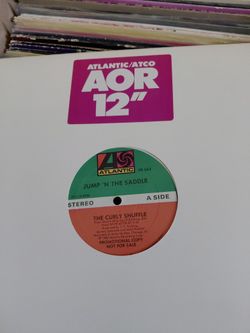 ATLANTIC/ATCO
AOR
12"
ATLANTIC
JUMP 'N THE SADDLE
THE CURLY SHUFFLE
STEREO
A SIDE
PROMOTIONAL COPY
NOT FOR SALE